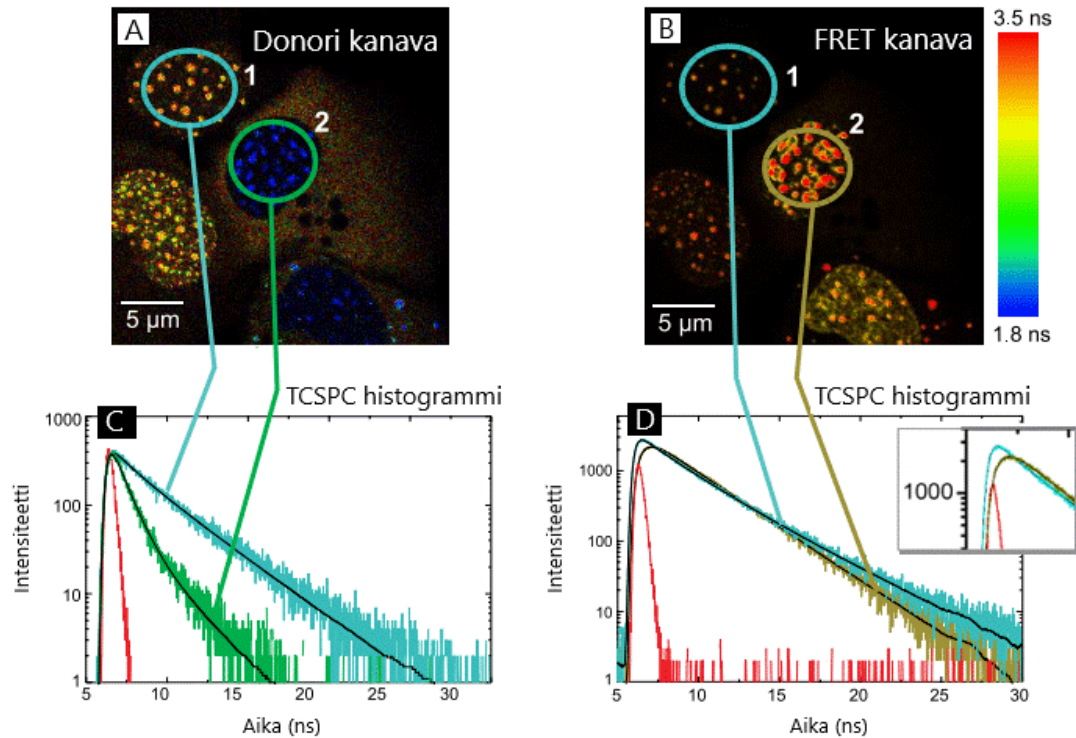 A
Donori kanava
1
2
5 µm
B
FRET kanava
1
2
5 µm
3.5 ns
1.8 ns
TCSPC histogrammi
C
Intensiteetti
1000
100
10
1
5
10
15
20
25
30
Aika (ns)
TCSPC histogrammi
D
Intensiteetti
1000
100
10
1
5
10
15
20
25
30
Aika (ns)
1000